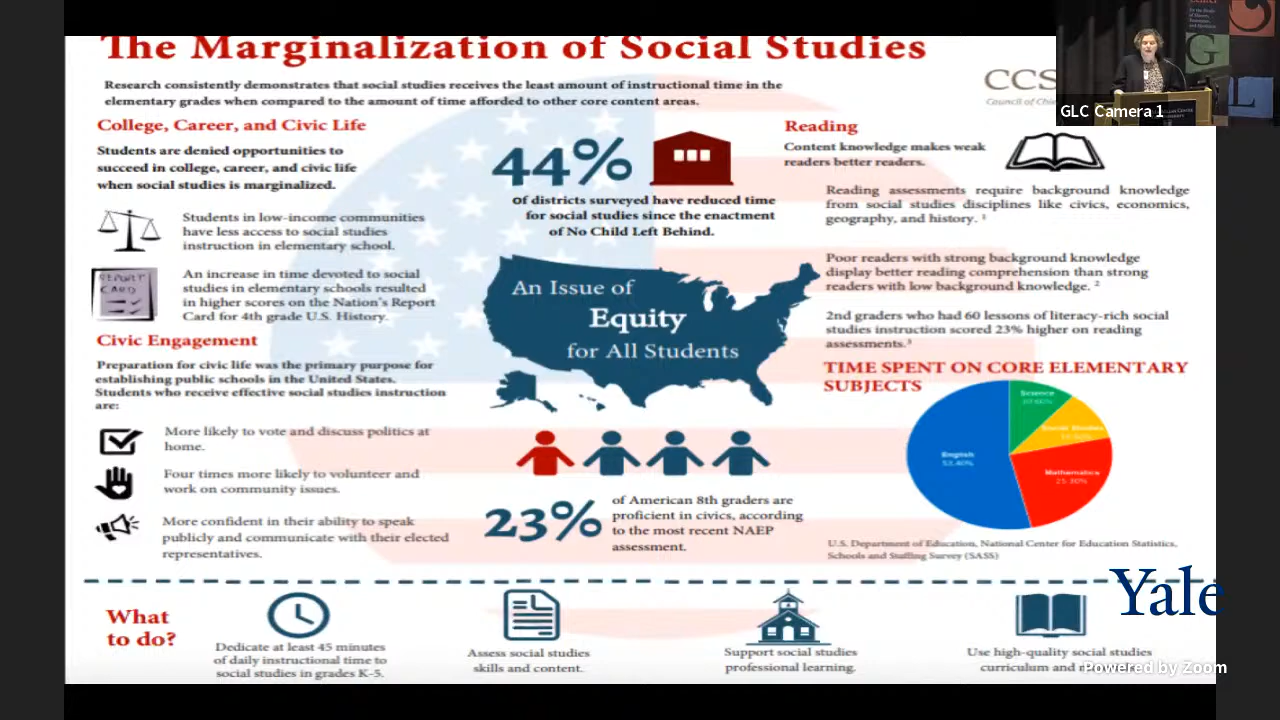 The Marginalization of Social Studies
Research consistently demonstrates that social studies receives the least amount of instructional time in the
elementary grades when compared to the amount of time afforded to other core content areas.
CCS
Council of Chie
GLC Camera 1
College, Career, and Civic Life
Students are denied opportunities to
succeed in college, career, and civic life
when social studies is marginalized.
Students in low-income communities
have less access to social studies
instruction in elementary school.
REPORT
CARD
An increase in time devoted to social
studies in elementary schools resulted
in higher scores on the Nation's Report
Card for 4th grade U.S. History.
Civic Engagement
Preparation for civic life was the primary purpose for
establishing public schools in the United States.
Students who receive effective social studies instruction
are:
More likely to vote and discuss politics at
home.
Four times more likely to volunteer and
work on community issues.
More confident in their ability to speak
publicly and communicate with their elected
representatives.
44%
of districts surveyed have reduced time
for social studies since the enactment
of No Child Left Behind.
An Issue of
Equity
for All Students
23%
of American 8th graders are
proficient in civics, according
to the most recent NAEP
assessment.
Reading
Content knowledge makes weak
readers better readers.
Reading assessments require background knowledge
from social studies disciplines like civics, economics,
geography, and history. 1
Poor readers with strong background knowledge
display better reading comprehension than strong
readers with low background knowledge. 2
2nd graders who had 60 lessons of literacy-rich social
studies instruction scored 23% higher on reading
assessments.3
TIME SPENT ON CORE ELEMENTARY
SUBJECTS
Science
Social Studies
English
Mathematics
U.S. Department of Education, National Center for Education Statistics,
Schools and Staffing Survey (SASS)
What
to do?
Dedicate at least 45 minutes
of daily instructional time to
social studies in grades K-5.
Assess social studies
skills and content.
Support social studies
professional learning.
Use high-quality social studies
curriculum and
Yale
Powered by Zoom